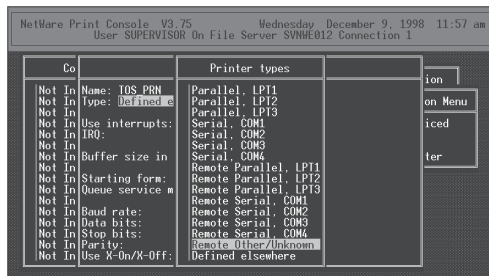 NetWare Print Console V3.75 Wednesday December 9, 1998 11:57 am
User SUPERVISOR On File Server SVNWE012 Connection 1
Co Printer types
ion
Not In Name: TOS PRN Parallel, LPT1
Not In Type: Defined e Parallel, LPT2 on Menu
Not In Parallel, LPT3
Not In Use interrupts: Serial, COM1 iced
Not In IRQ: Serial, COM2
Not In Serial, COM3
Not In Buffer size in Serial, COM4 ter
Not In Remote Parallel, LPT1
Not In Starting form: Remote Parallel, LPT2
Not In Queue service m Remote Parallel, LPT3
Not In Remote Serial, COM1
Not In Baud rate: Remote Serial, COM2
Not In Data bits: Remote Serial, COM3
Not In Stop bits: Remote Serial, COM4
Not In Parity: Remote Other/Unknown
Not In Use X-On/X-Off: Defined elsewhere